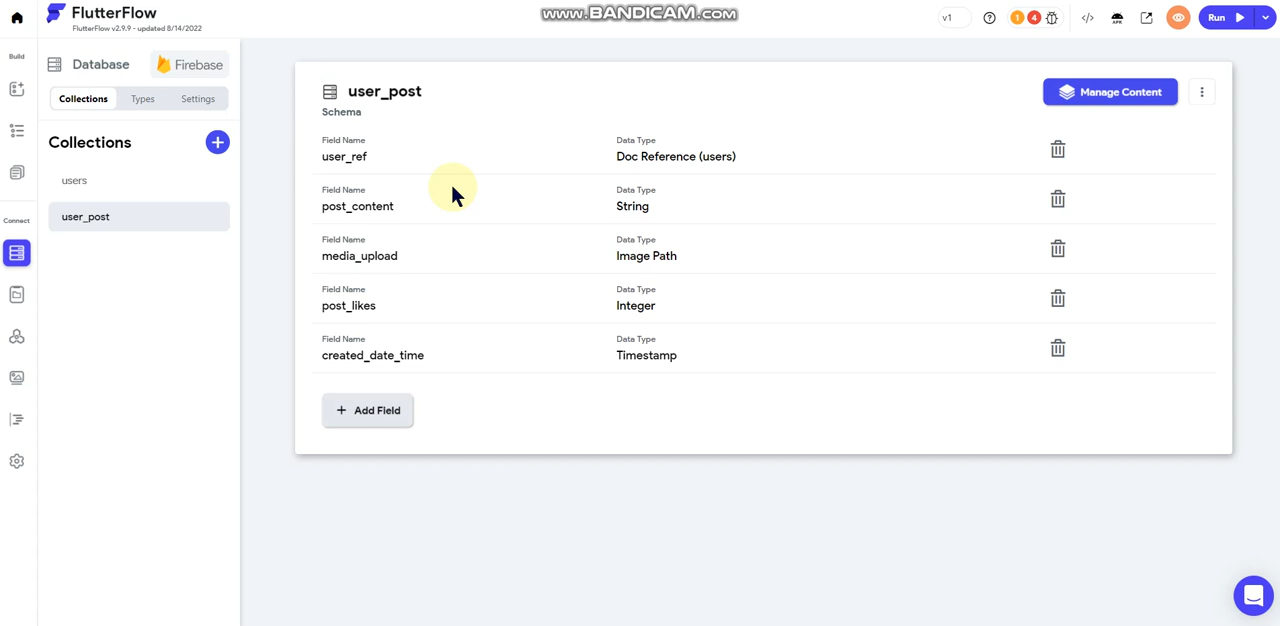 www.BANDICAM.com
FlutterFlow
FlutterFlow v2.9.9 - updated 8/14/2022
v1
1
4
APK
Run
Build
Database
Firebase
Collections Types Settings
Collections
users
user_post
Connect
user_post
Manage Content
Schema
Field Name Data Type
user_ref Doc Reference (users)
Field Name Data Type
post_content String
Field Name Data Type
media_upload Image Path
Field Name Data Type
post_likes Integer
Field Name Data Type
created_date_time Timestamp
+ Add Field